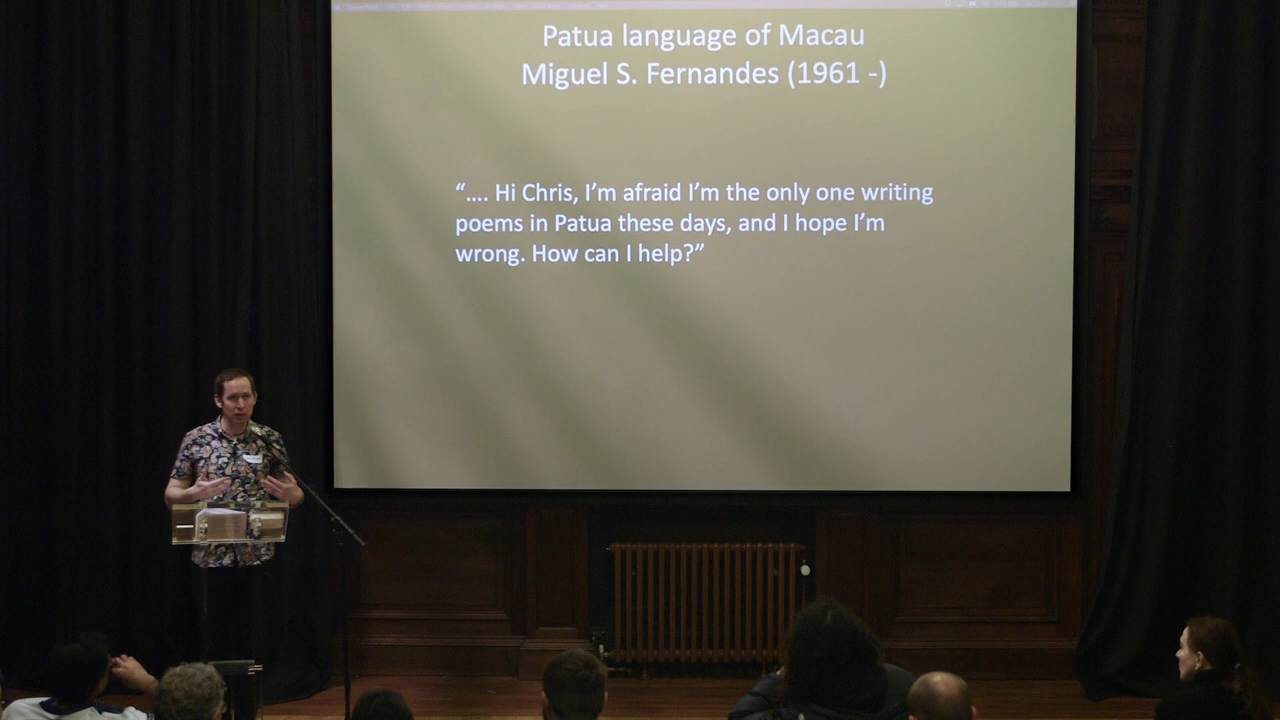 Patua language of Macau
Miguel S. Fernandes (1961 -)
“.... Hi Chris, I’m afraid I’m the only one writing
poems in Patua these days, and I hope I’m
wrong. How can I help?”